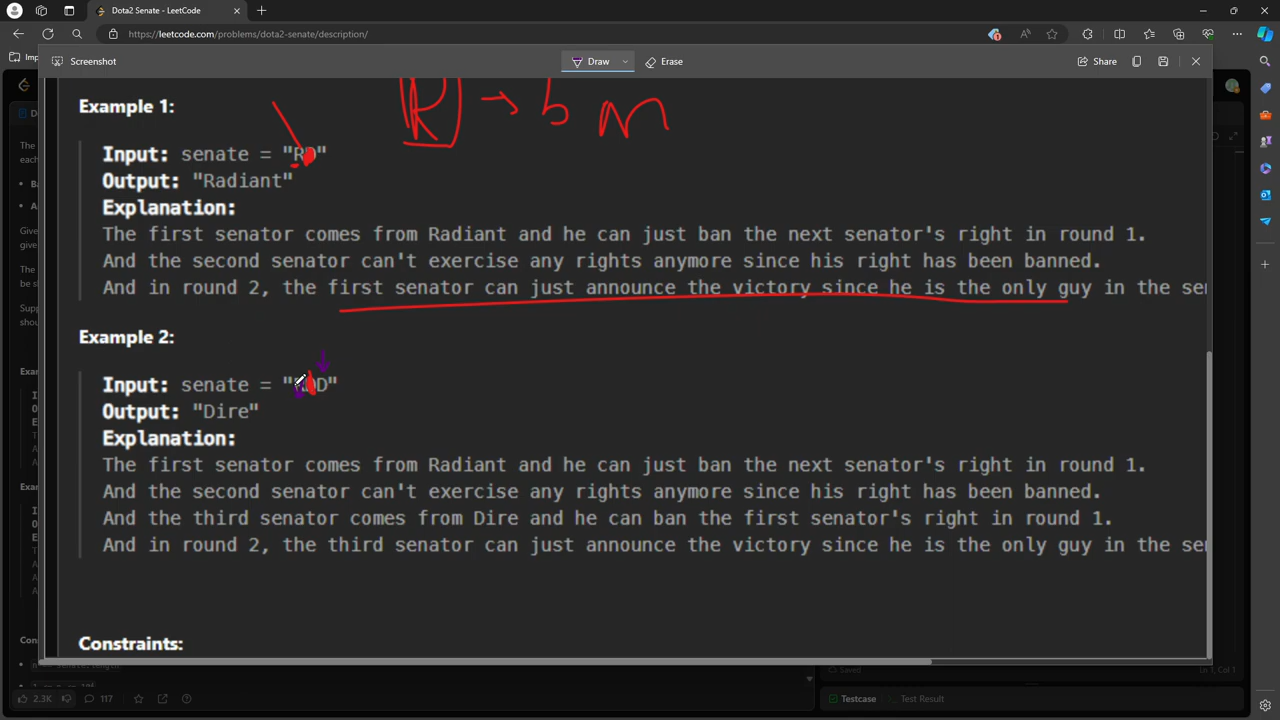 Dota2 Senate - LeetCode
https://leetcode.com/problems/dota2-senate/description/
Screenshot
Draw
Erase
Share
Example 1:
R → b m
Input: senate = "RD"
Output: "Radiant"
Explanation:
The first senator comes from Radiant and he can just ban the next senator's right in round 1.
And the second senator can't exercise any rights anymore since his right has been banned.
And in round 2, the first senator can just announce the victory since he is the only guy in the
Example 2:
Input: senate = "RDD"
Output: "Dire"
Explanation:
The first senator comes from Radiant and he can just ban the next senator's right in round 1.
And the second senator can't exercise any rights anymore since his right has been banned.
And the third senator comes from Dire and he can ban the first senator's right in round 1.
And in round 2, the third senator can just announce the victory since he is the only guy in the
Constraints:
Saved
Ln 1, Col 1
2.3K
117
Testcase
Test Result